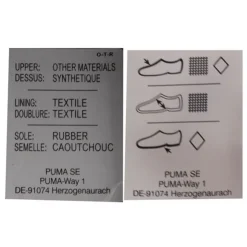 O-T-R
UPPER: OTHER MATERIALS
DESSUS: SYNTHETIQUE
LINING: TEXTILE
DOUBLURE: TEXTILE
SOLE: RUBBER
SEMELLE: CAOUTCHOUC
PUMA SE
PUMA-Way 1
DE-91074 Herzogenaurach
PUMA SE
PUMA-Way 1
DE-91074 Herzogenaurach